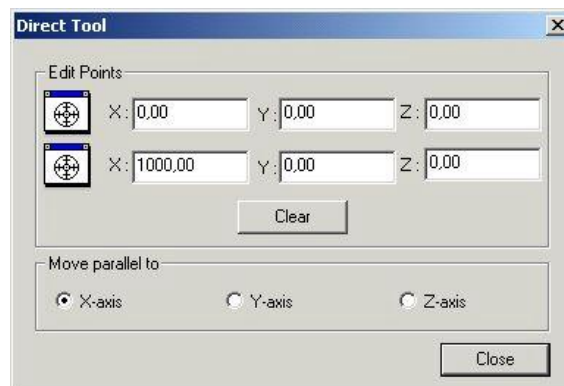 Direct Tool
Edit Points
X: 0,00 Y: 0,00 Z: 0,00
X: 1000,00 Y: 0,00 Z: 0,00
Clear
Move parallel to
X-axis Y-axis Z-axis
Close